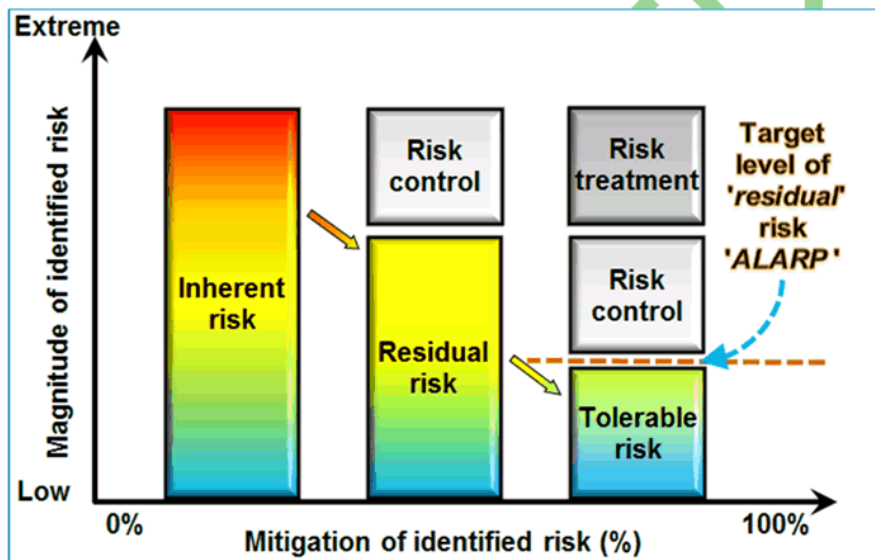 Extreme
Magnitude of identified risk
Low
Inherent
risk
Risk
control
Residual
risk
Risk
treatment
Risk
control
Tolerable
risk
Target
level of
'residual'
risk
'ALARP '
0%
Mitigation of identified risk (%)
100%